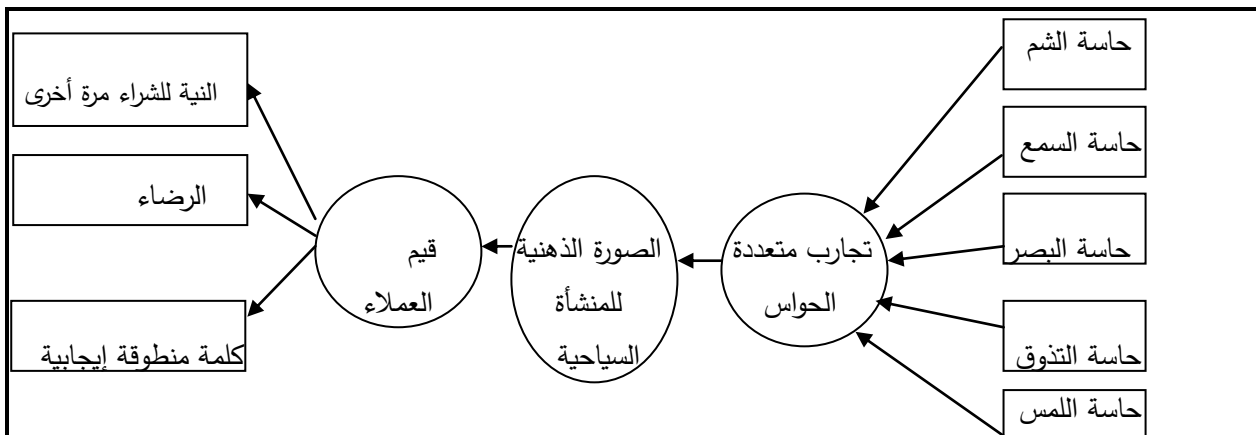 حاسة الشم
حاسة السمع
حاسة البصر
حاسة التذوق
حاسة اللمس
تجارب متعددة
الحواس
الصورة الذهنية
للمنشأة
السياحية
قيم
العملاء
النية للشراء مرة أخرى
الرضاء
كلمة منطوقة إيجابية